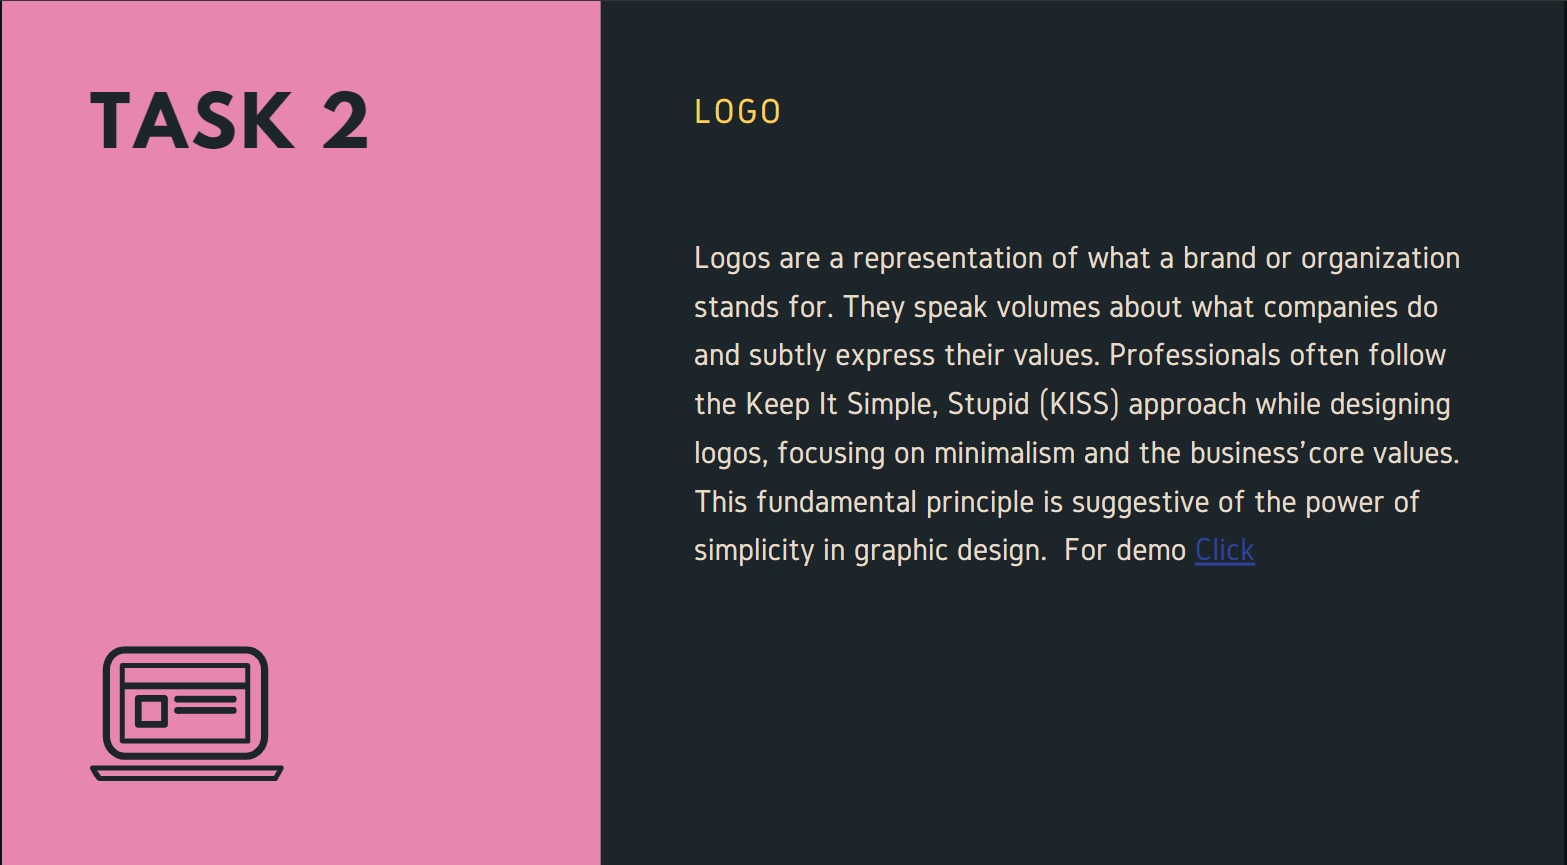 TASK 2
LOGO
Logos are a representation of what a brand or organization
stands for. They speak volumes about what companies do
and subtly express their values. Professionals often follow
the Keep It Simple, Stupid (KISS) approach while designing
logos, focusing on minimalism and the business’core values.
This fundamental principle is suggestive of the power of
simplicity in graphic design.  For demo Click